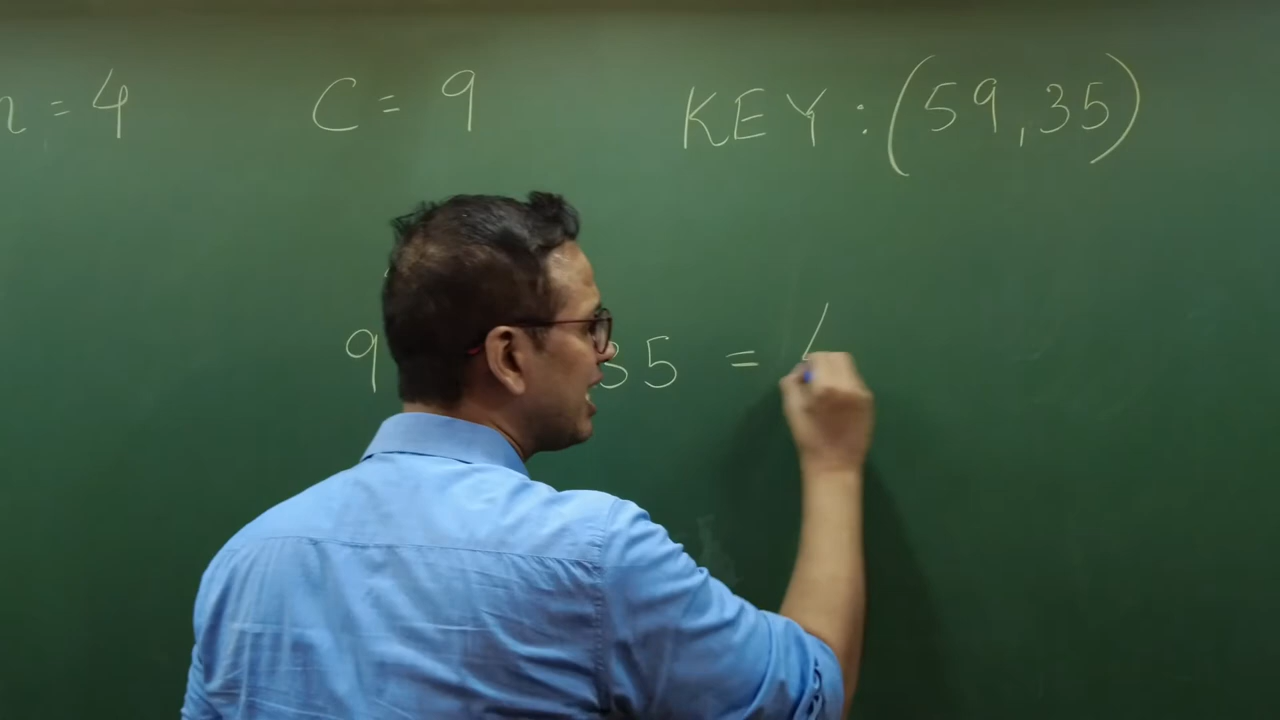 = 4 C = 9 KEY : (59,35)
9 35 =